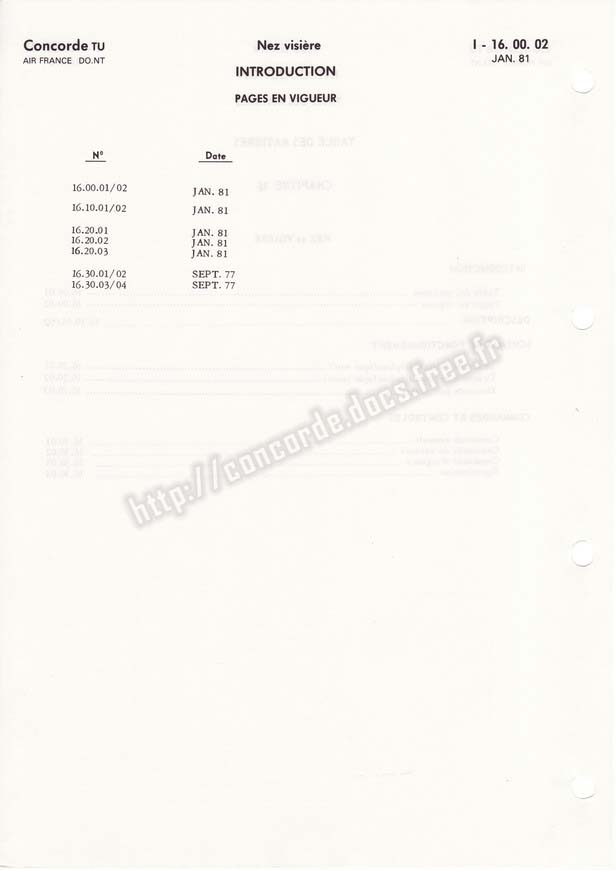 Concorde TU Nez visière I - 16. 00. 02
AIR FRANCE DO.NT INTRODUCTION JAN. 81
PAGES EN VIGUEUR
N° Date
16.00.01/02 JAN. 81
16.10.01/02 JAN. 81
16.20.01 JAN. 81
16.20.02 JAN. 81
16.20.03 JAN. 81
16.30.01/02 SEPT. 77
16.30.03/04 SEPT. 77
http://concorde.docs.free.fr